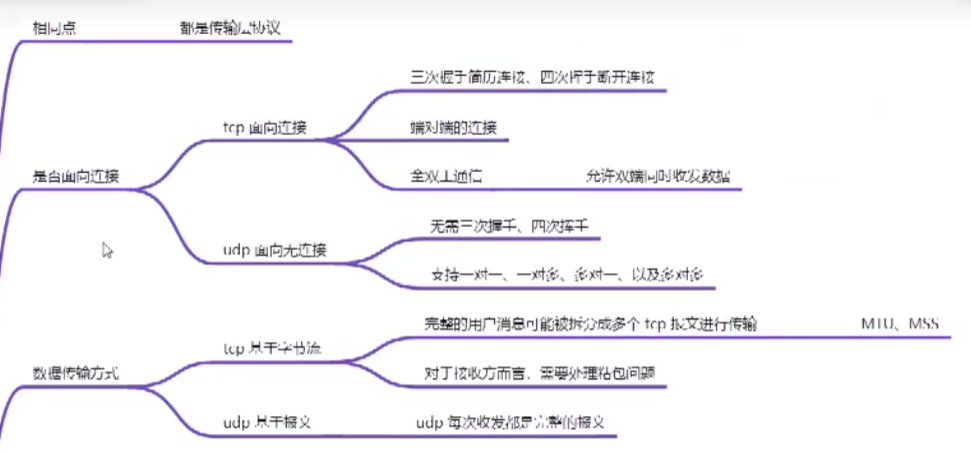 相同点
都是传输层协议
是否面向连接
tcp 面向连接
三次握手简历连接、四次挥手断开连接
端对端的连接
全双工通信
允许双端同时收发数据
udp 面向无连接
无需三次握手、四次挥手
支持一对一、一对多、多对一、以及多对多
数据传输方式
tcp 基于字节流
完整的用户消息可能被拆分成多个 tcp 报文进行传输
MTU、MSS
对于接收方而言，需要处理粘包问题
udp 基于报文
udp 每次收发都是完整的报文